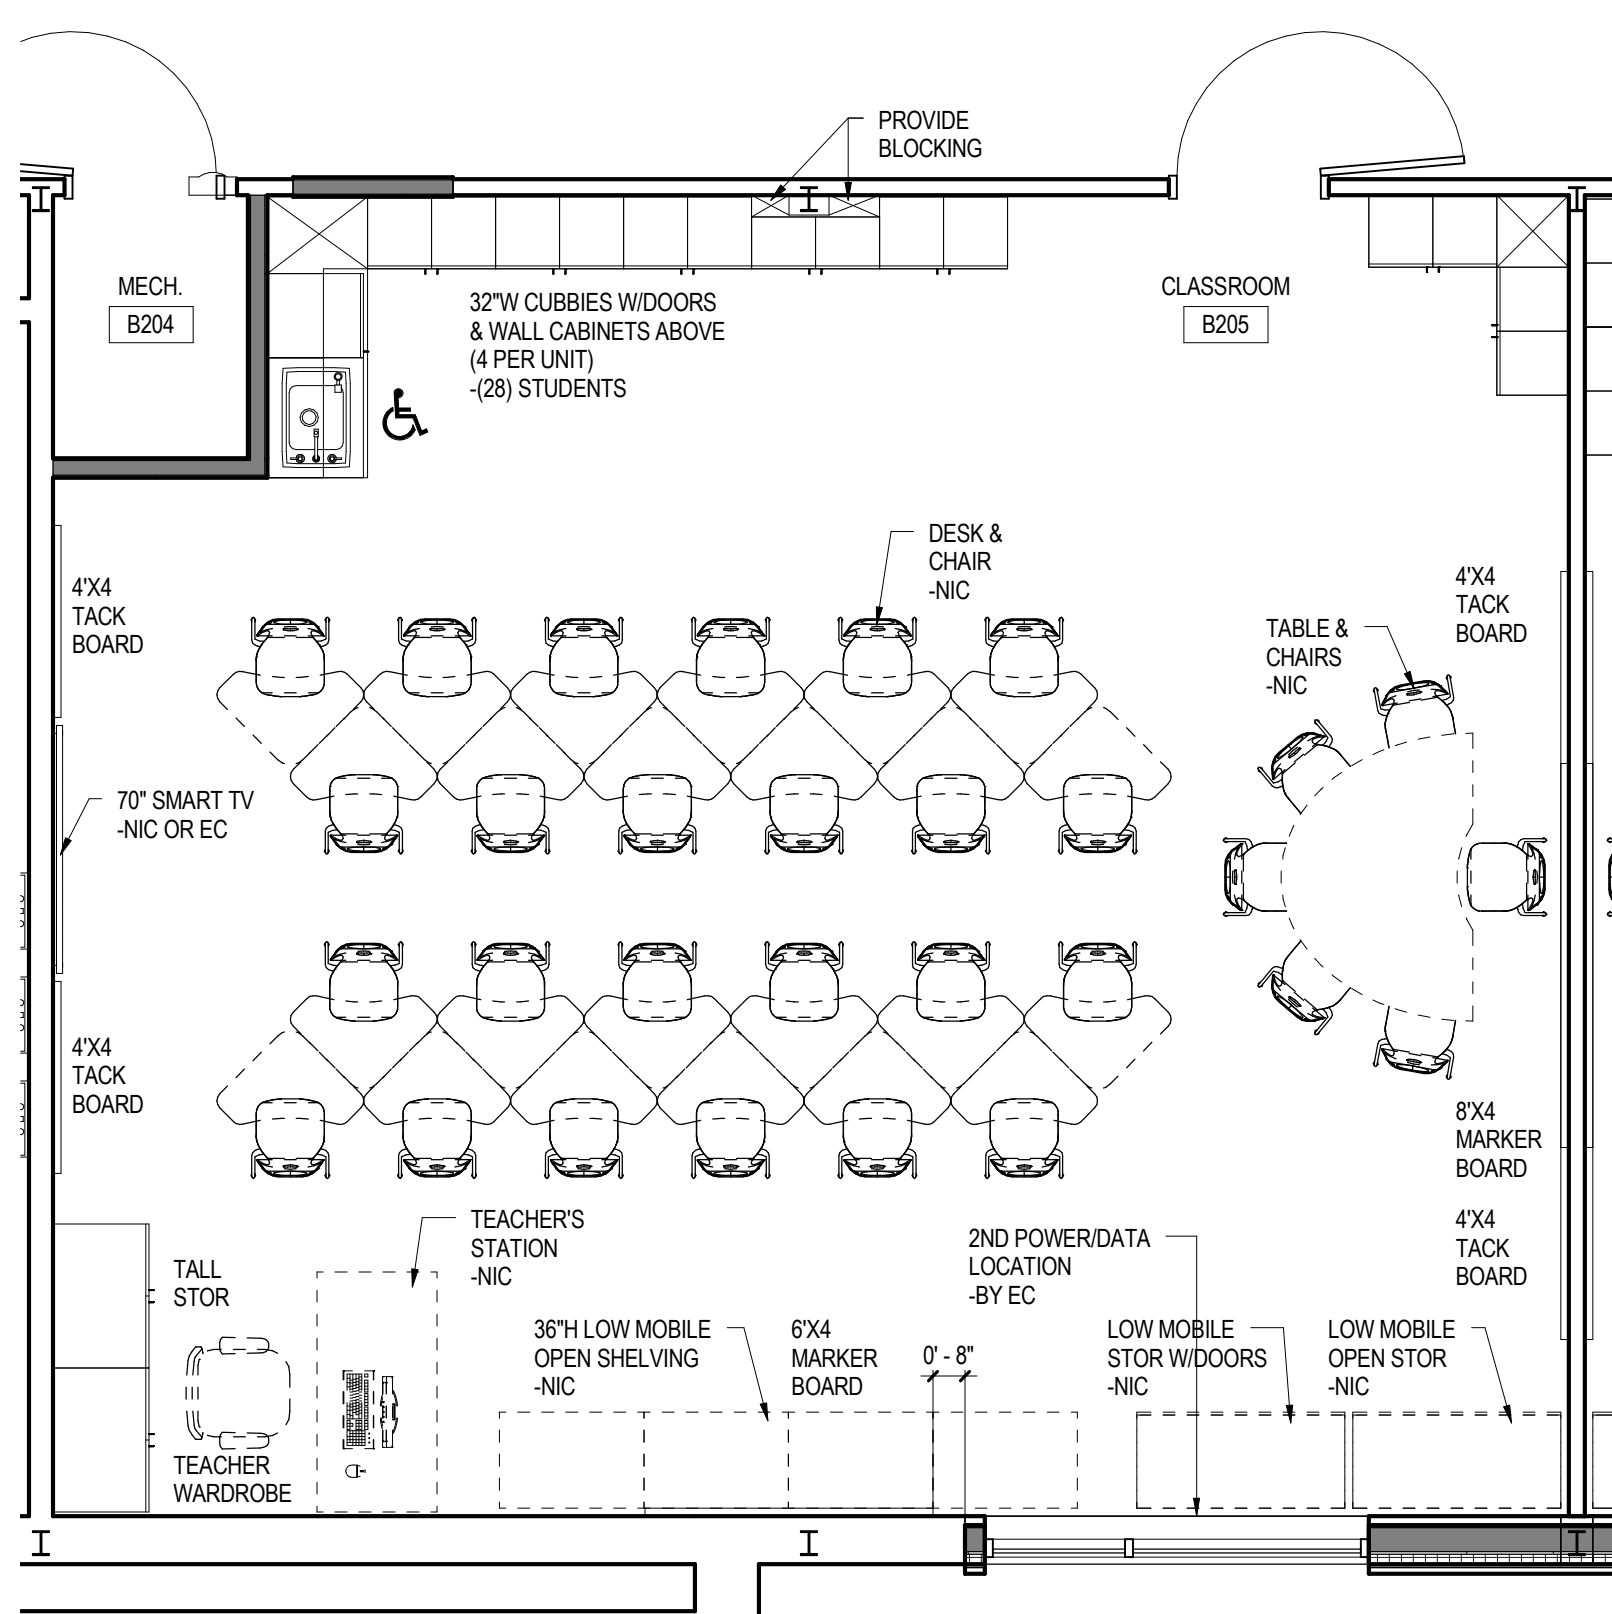 PROVIDE
BLOCKING
MECH.
B204
32"W CUBBIES W/DOORS
& WALL CABINETS ABOVE
(4 PER UNIT)
-(28) STUDENTS
CLASSROOM
B205
DESK &
CHAIR
-NIC
4'X4
TACK
BOARD
4'X4
TACK
BOARD
TABLE &
CHAIRS
-NIC
70" SMART TV
-NIC OR EC
4'X4
TACK
BOARD
8'X4
MARKER
BOARD
TEACHER'S
STATION
-NIC
2ND POWER/DATA
LOCATION
-BY EC
4'X4
TACK
BOARD
TALL
STOR
36"H LOW MOBILE
OPEN SHELVING
-NIC
6'X4
MARKER
BOARD
0' - 8"
LOW MOBILE
STOR W/DOORS
-NIC
LOW MOBILE
OPEN STOR
-NIC
TEACHER
WARDROBE